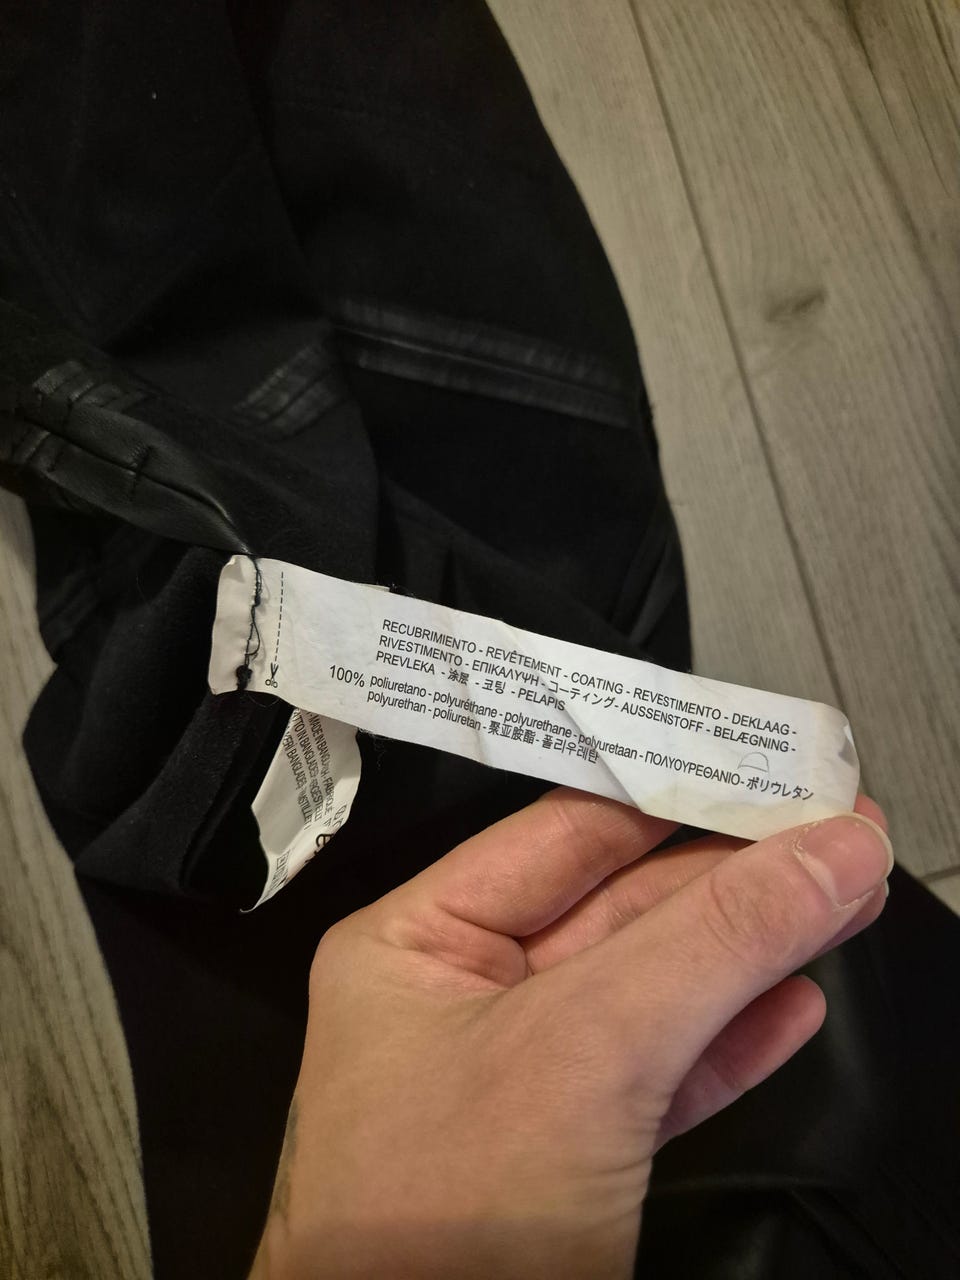 RECUBRIMIENTO - REVÊTEMENT - COATING - REVESTIMENTO - DEKLAAG -
RIVESTIMENTO - ΕΠΙΚΑΛΥΨΗ - コーティング - AUSSENSTOFF - BELÆGNING -
PREVLEKA - 涂层 - 코팅 - PELAPIS
100% poliuretano - polyuréthane - polyurethane - polyuretaan - ΠΟΛΥΟΥΡΕΘΑΝΙΟ - ポリウレタン
polyurethan - poliuretan - 聚亚胺酯 - 폴리우레탄
MADE IN